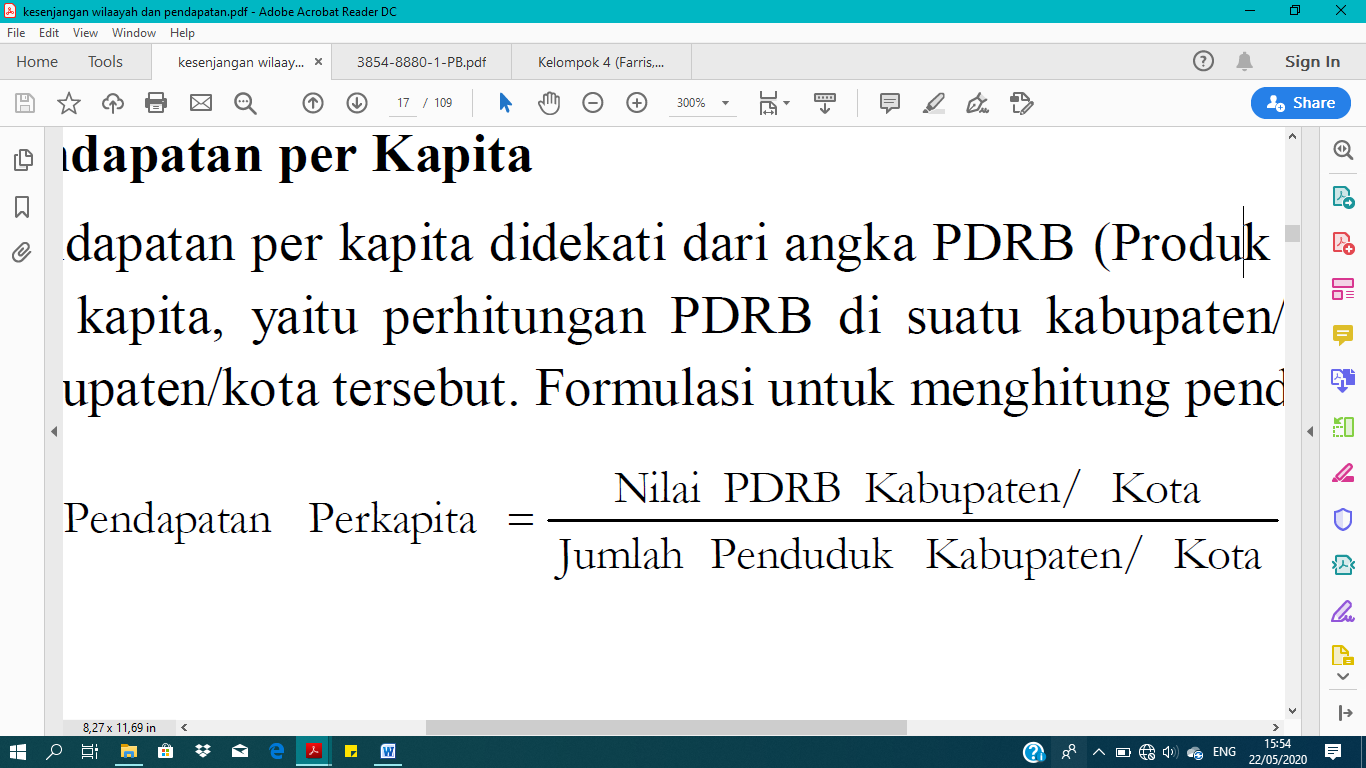 kesenjangan wilaayah dan pendapatan.pdf - Adobe Acrobat Reader DC
File Edit View Window Help
Home Tools kesenjangan wilaay... × 3854-8880-1-PB.pdf Kelompok 4 (Farris,... Sign In
17 / 109 300% Share
ndapatan per Kapita
dapatan per kapita didekati dari angka PDRB (Produk
kapita, yaitu perhitungan PDRB di suatu kabupaten/
upaten/kota tersebut. Formulasi untuk menghitung pend
Pendapatan Perkapita = Nilai PDRB Kabupaten/ Kota
Jumlah Penduduk Kabupaten/ Kota
8,27 x 11,69 in
ENG
15:54
22/05/2020